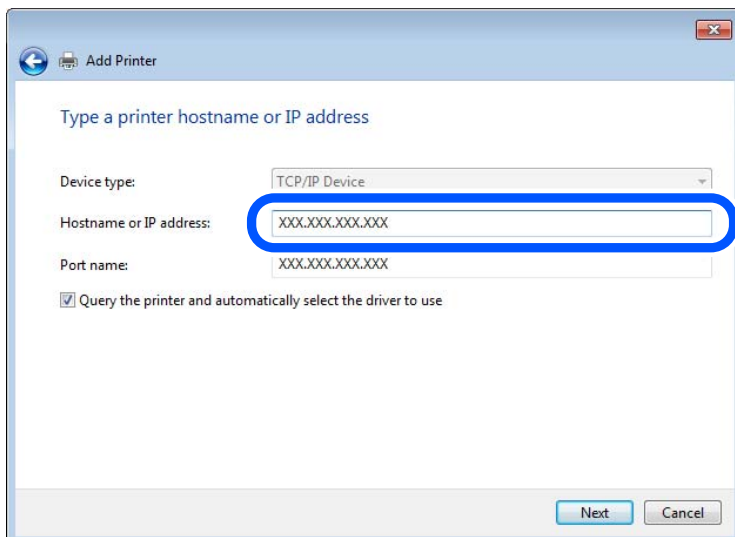 Add Printer
Type a printer hostname or IP address
Device type: TCP/IP Device
Hostname or IP address: XXX.XXX.XXX.XXX
Port name: XXX.XXX.XXX.XXX
Query the printer and automatically select the driver to use
Next Cancel